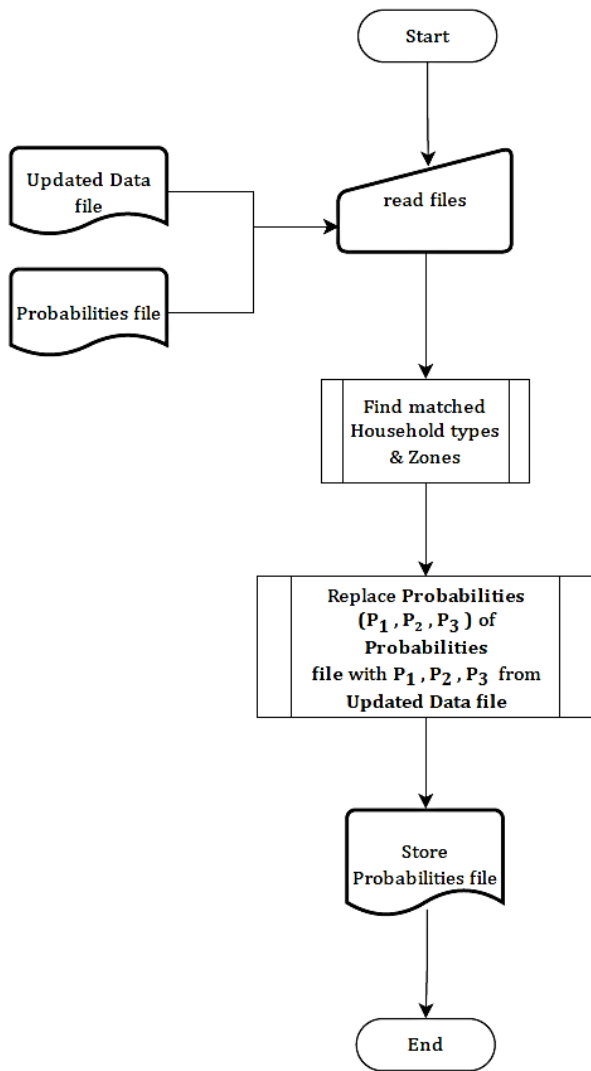 Start
Updated Data
file
read files
Probabilities file
Find matched
Household types
& Zones
Replace Probabilities
(P₁ , P₂ , P₃ ) of
Probabilities
file with P₁ , P₂ , P₃ from
Updated Data file
Store
Probabilities file
End